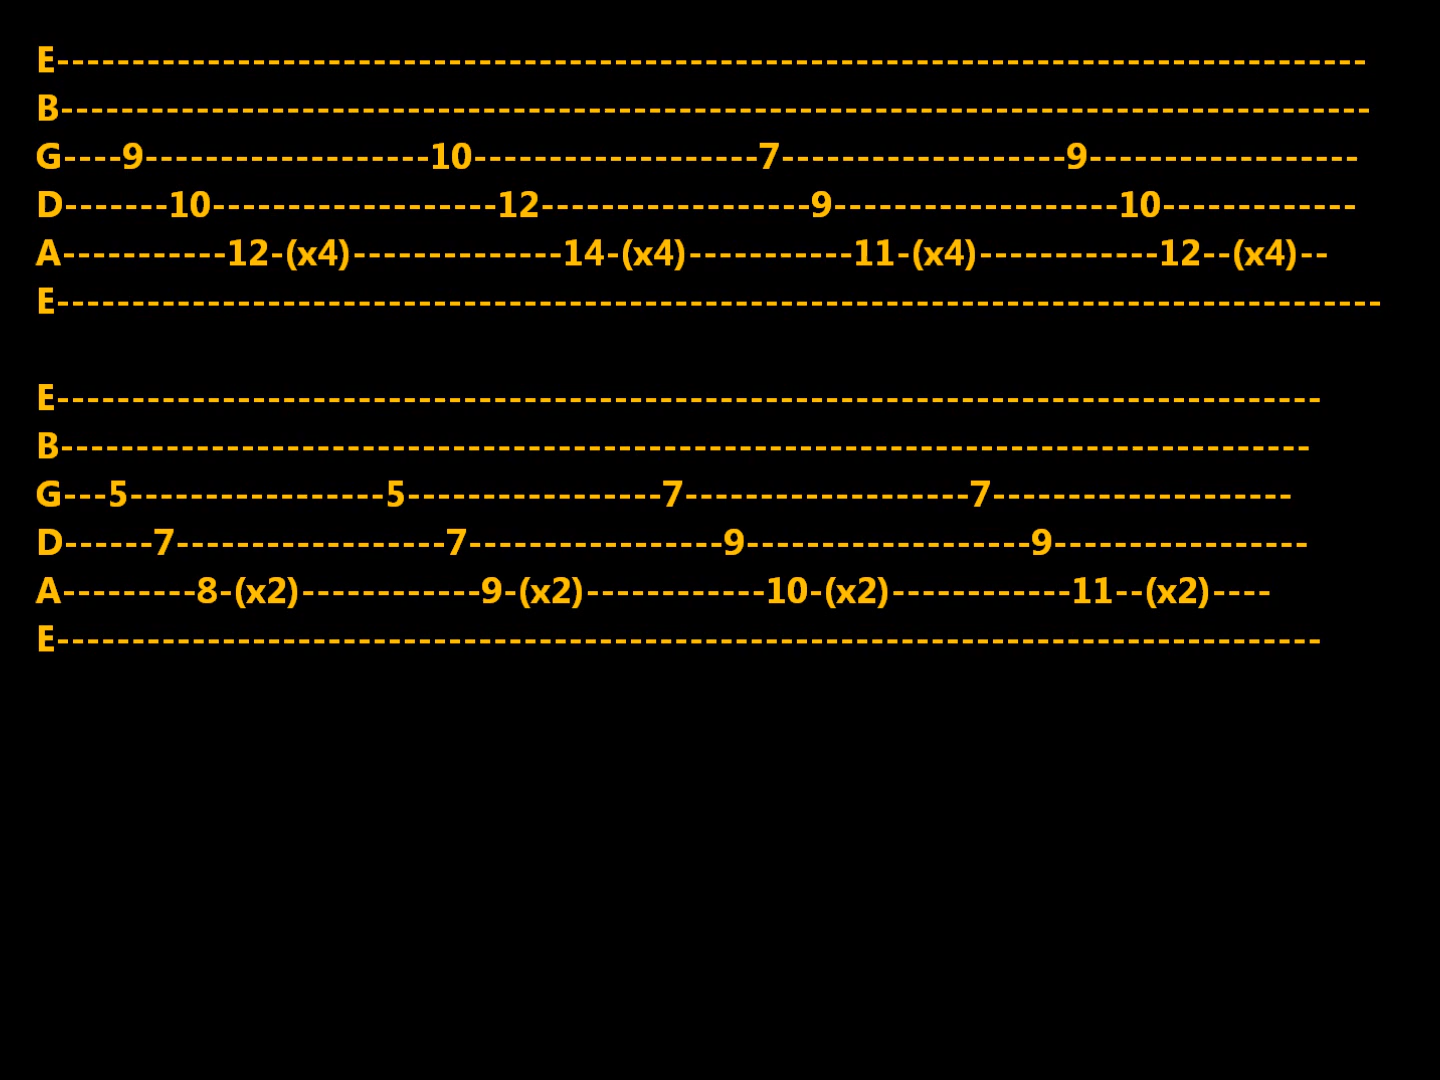 E---------------------------------------------------------------------------------------
B---------------------------------------------------------------------------------------
G----9-------------------10-------------------7-------------------9------------------
D-------10-------------------12------------------9-------------------10-------------
A-----------12-(x4)--------------14-(x4)-----------11-(x4)------------12--(x4)--
E----------------------------------------------------------------------------------------
E------------------------------------------------------------------------------------
B-----------------------------------------------------------------------------------
G---5-----------------5-----------------7-------------------7--------------------
D------7------------------7-----------------9-------------------9-----------------
A---------8-(x2)------------9-(x2)------------10-(x2)------------11--(x2)----
E------------------------------------------------------------------------------------